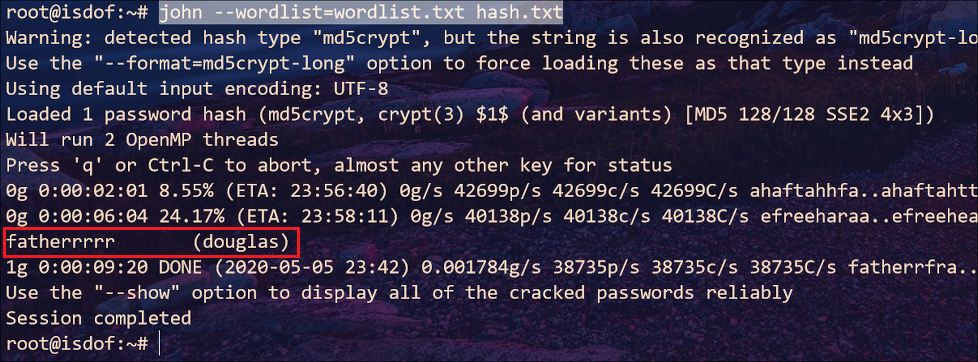 root@isdof:~# john --wordlist=wordlist.txt hash.txt
Warning: detected hash type "md5crypt", but the string is also recognized as "md5crypt-lo
Use the "--format=md5crypt-long" option to force loading these as that type instead
Using default input encoding: UTF-8
Loaded 1 password hash (md5crypt, crypt(3) $1$ (and variants) [MD5 128/128 SSE2 4x3])
Will run 2 OpenMP threads
Press 'q' or Ctrl-C to abort, almost any other key for status
0g 0:00:02:01 8.55% (ETA: 23:56:40) 0g/s 42699p/s 42699c/s 42699C/s ahaftahhfa..ahaftahtt
0g 0:00:06:04 24.17% (ETA: 23:58:11) 0g/s 40138p/s 40138c/s 40138C/s efreeharaa..efreehea
fatherrrrr (douglas)
1g 0:00:09:20 DONE (2020-05-05 23:42) 0.001784g/s 38735p/s 38735c/s 38735C/s fatherrfra..
Use the "--show" option to display all of the cracked passwords reliably
Session completed
root@isdof:~#